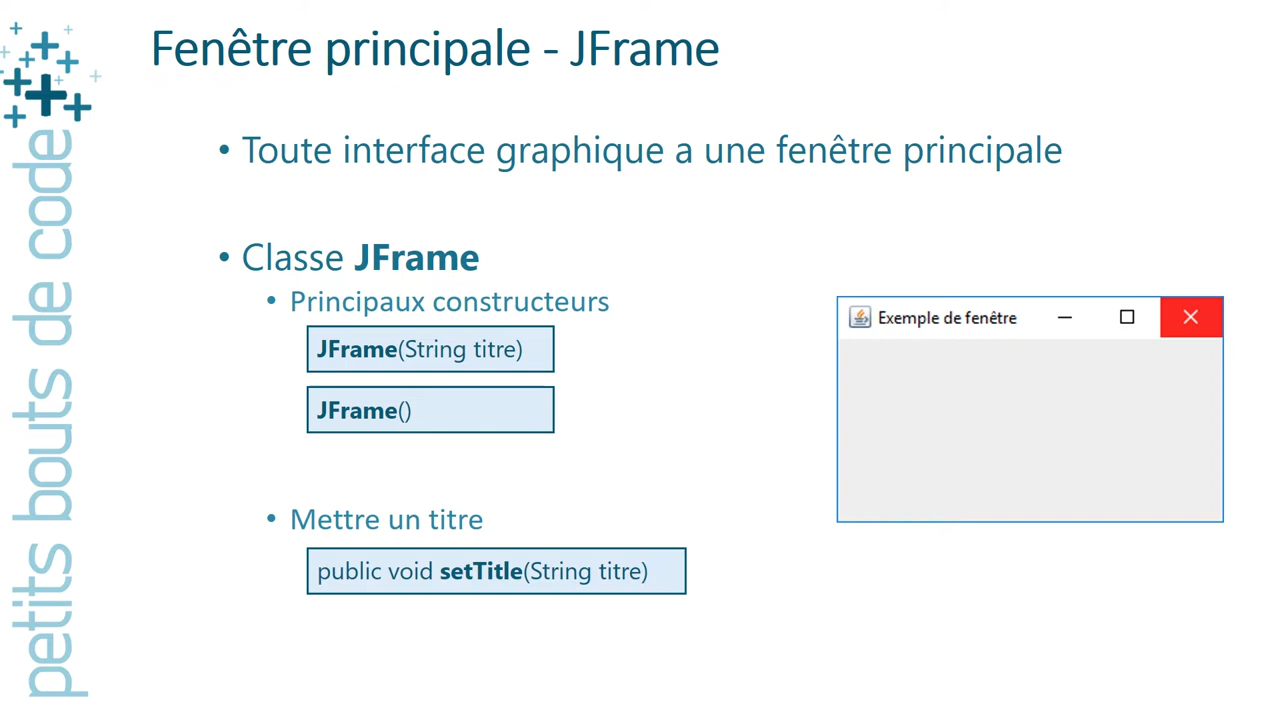 Fenêtre principale - JFrame
• Toute interface graphique a une fenêtre principale
• Classe JFrame
• Principaux constructeurs
JFrame(String titre)
JFrame()
• Mettre un titre
public void setTitle(String titre)
Exemple de fenêtre
petits bouts de code